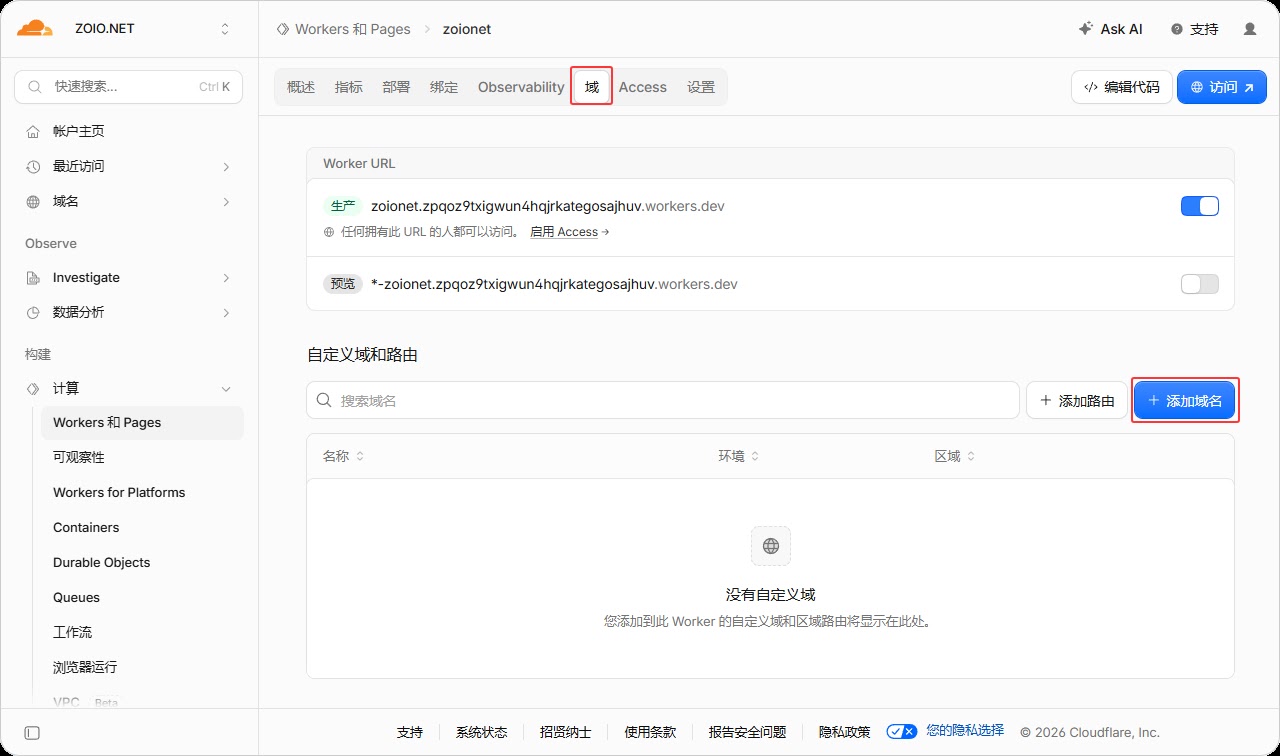 ZOIO.NET
Workers 和 Pages > zoionet
Ask AI
支持
快速搜索... Ctrl K
概述 指标 部署 绑定 Observability 域 Access 设置
编辑代码
访问
帐户主页
最近访问
域名
Observe
Investigate
数据分析
构建
计算
Workers 和 Pages
可观察性
Workers for Platforms
Containers
Durable Objects
Queues
工作流
浏览器运行
VPC Beta
Worker URL
生产 zoionet.zpqoz9txigwun4hqjrkategosajhuv.workers.dev
任何拥有此 URL 的人都可以访问。 启用 Access →
预览 *-zoionet.zpqoz9txigwun4hqjrkategosajhuv.workers.dev
自定义域和路由
搜索域名
+ 添加路由
+ 添加域名
名称 环境 区域
没有自定义域
您添加到此 Worker 的自定义域和区域路由将显示在此处。
支持 系统状态 招贤纳士 使用条款 报告安全问题 隐私政策 您的隐私选择 © 2026 Cloudflare, Inc.